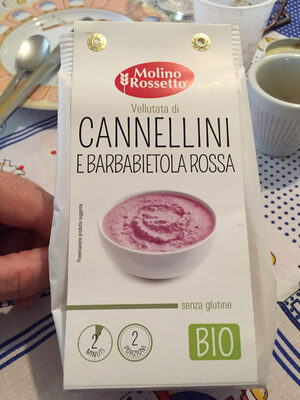 Molino
Rossetto
Vellutata di
CANNELLINI
E BARBABIETOLA ROSSA
Presentazione prodotto suggerita
senza glutine
2
MINUTI
2
PORZIONI
BIO